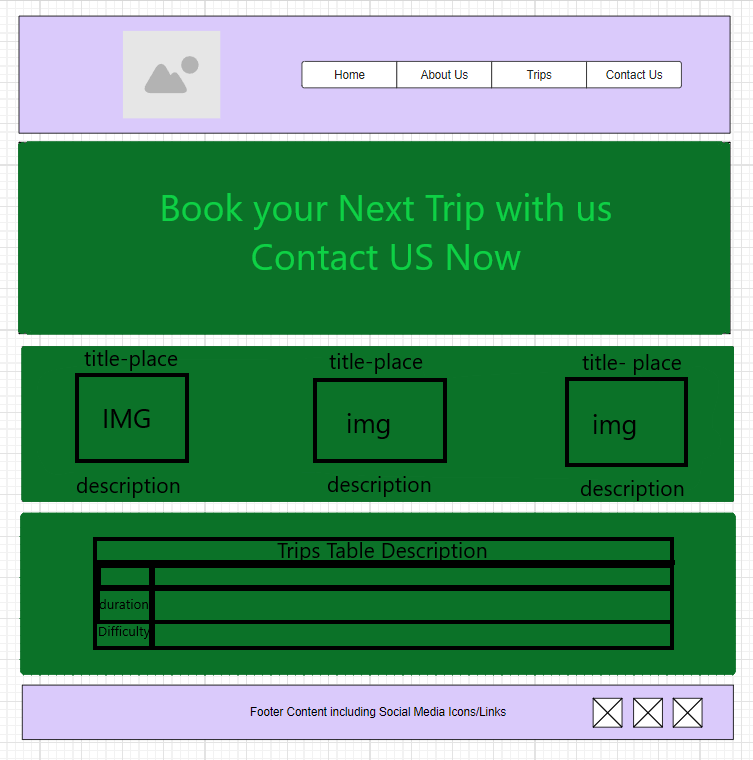 Home About Us Trips Contact Us
Book your Next Trip with us
Contact US Now
title-place title-place title- place
IMG img img
description description description
Trips Table Description
duration
Difficulty
Footer Content including Social Media Icons/Links